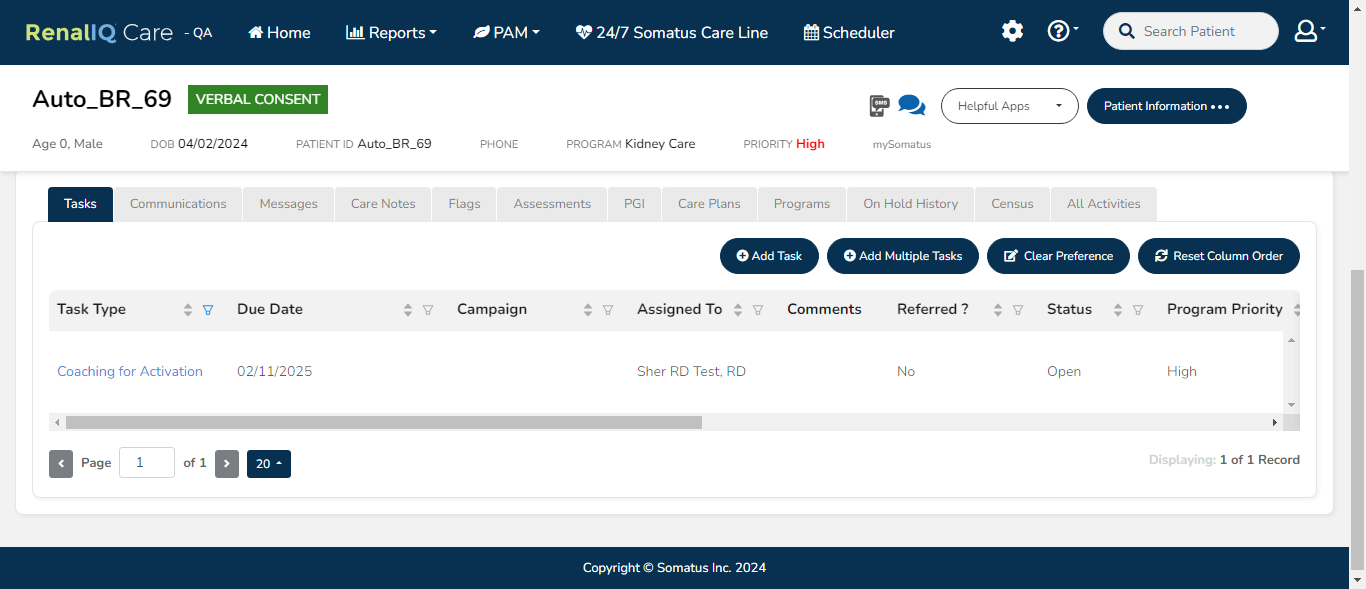 RenalIQ Care - QA Home Reports PAM 24/7 Somatus Care Line Scheduler Search Patient
Auto_BR_69 VERBAL CONSENT SMS Helpful Apps Patient Information
Age 0, Male DOB 04/02/2024 PATIENT ID Auto_BR_69 PHONE PROGRAM Kidney Care PRIORITY High mySomatus
Tasks Communications Messages Care Notes Flags Assessments PGI Care Plans Programs On Hold History Census All Activities
Add Task Add Multiple Tasks Clear Preference Reset Column Order
Task Type Due Date Campaign Assigned To Comments Referred ? Status Program Priority
Coaching for Activation 02/11/2025 Sher RD Test, RD No Open High
Page 1 of 1 20 Displaying: 1 of 1 Record
Copyright © Somatus Inc. 2024